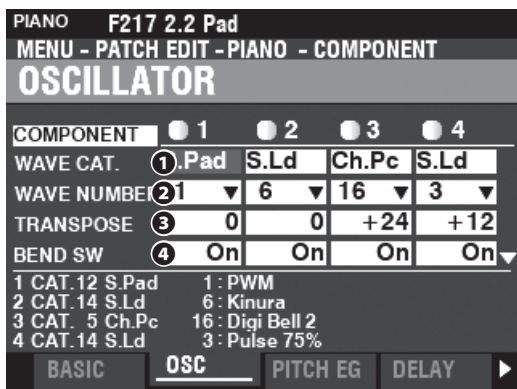 PIANO F217 2.2 Pad
MENU - PATCH EDIT - PIANO - COMPONENT
OSCILLATOR
COMPONENT 1 2 3 4
WAVE CAT. 1 .Pad S.Ld Ch.Pc S.Ld
WAVE NUMBE 2 1 ▼ 6 ▼ 16 ▼ 3 ▼
TRANSPOSE 3 0 0 +24 +12
BEND SW 4 On On On On
1 CAT.12 S.Pad 1 : PWM
2 CAT.14 S.Ld 6 : Kinura
3 CAT. 5 Ch.Pc 16 : Digi Bell 2
4 CAT.14 S.Ld 3 : Pulse 75%
BASIC OSC PITCH EG DELAY